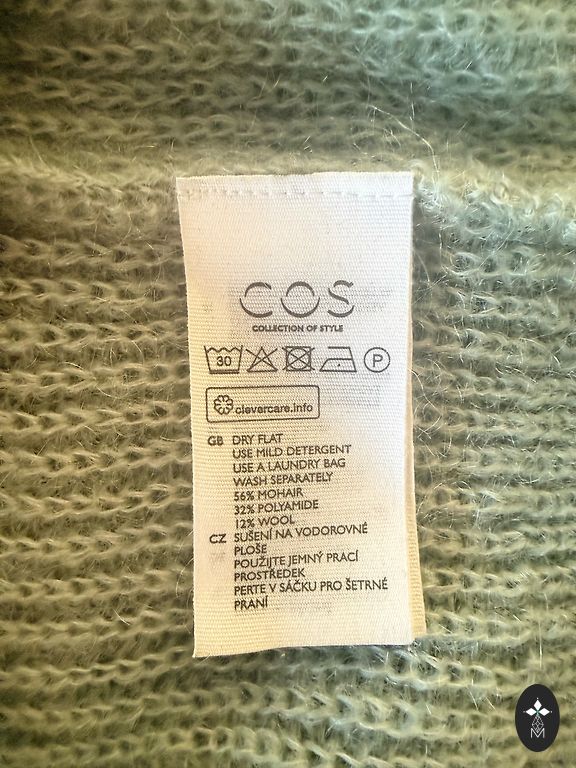 COS
COLLECTION OF STYLE
30
P
clevercare.info
GB DRY FLAT
USE MILD DETERGENT
USE A LAUNDRY BAG
WASH SEPARATELY
56% MOHAIR
32% POLYAMIDE
12% WOOL
CZ SUŠENÍ NA VODOROVNÉ
PLOŠE
POUŽIJTE JEMNÝ PRACÍ
PROSTŘEDEK
PERTE V SÁČKU PRO ŠETRNÉ
PRANÍ
M